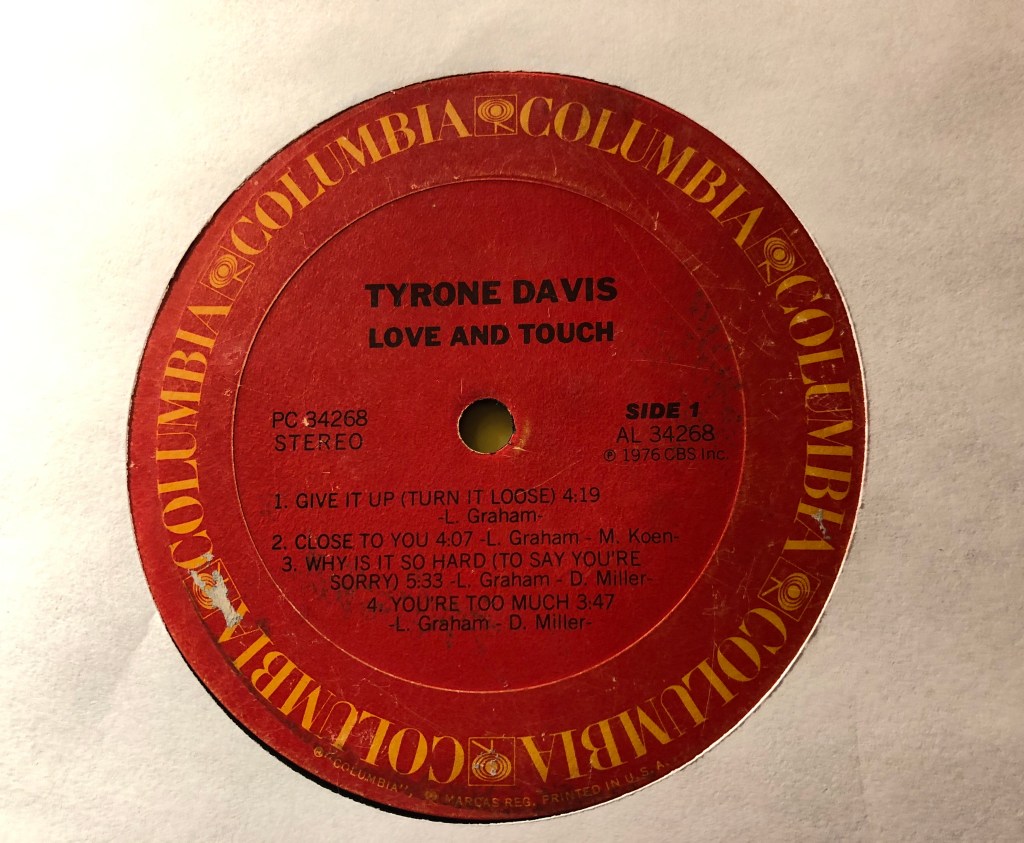 COLUMBIA COLUMBIA COLUMBIA COLUMBIA COLUMBIA COLUMBIA COLUMBIA COLUMBIA
TYRONE DAVIS
LOVE AND TOUCH
PC 34268
STEREO
SIDE 1
AL 34268
℗ 1976 CBS Inc.
1. GIVE IT UP (TURN IT LOOSE) 4:19
-L. Graham-
2. CLOSE TO YOU 4:07 -L. Graham - M. Koen-
3. WHY IS IT SO HARD (TO SAY YOU'RE
SORRY) 5:33 -L. Graham - D. Miller-
4. YOU'RE TOO MUCH 3:47
-L. Graham - D. Miller-
® "COLUMBIA", MARCAS REG. PRINTED IN U.S.A.